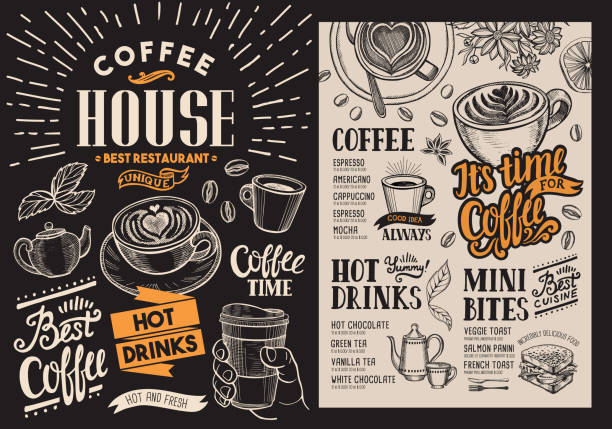 COFFEE
HOUSE
- BEST RESTAURANT -
UNIQUE
Coffee
TIME
Best
Coffee
HOT
DRINKS
HOT AND FRESH
COFFEE
ESPRESSO
AMERICANO
CAPPUCCINO
ESPRESSO
MOCHA
GOOD IDEA
ALWAYS
It's time
FOR
Coffee
HOT
DRINKS
Yummy!
HOT CHOCOLATE
GREEN TEA
VANILLA TEA
WHITE CHOCOLATE
MINI
BITES
Best
CUISINE
VEGGIE TOAST
SALMON PANINI
FRENCH TOAST
INCREDIBLY DELICIOUS FOOD